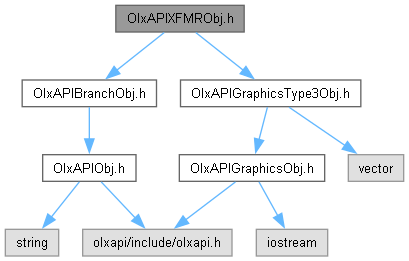 OlxAPIXFMRObj.h
OlxAPIBranchObj.h
OlxAPIGraphicsType3Obj.h
OlxAPIObj.h
OlxAPIGraphicsObj.h
vector
string
olxapi/include/olxapi.h
iostream